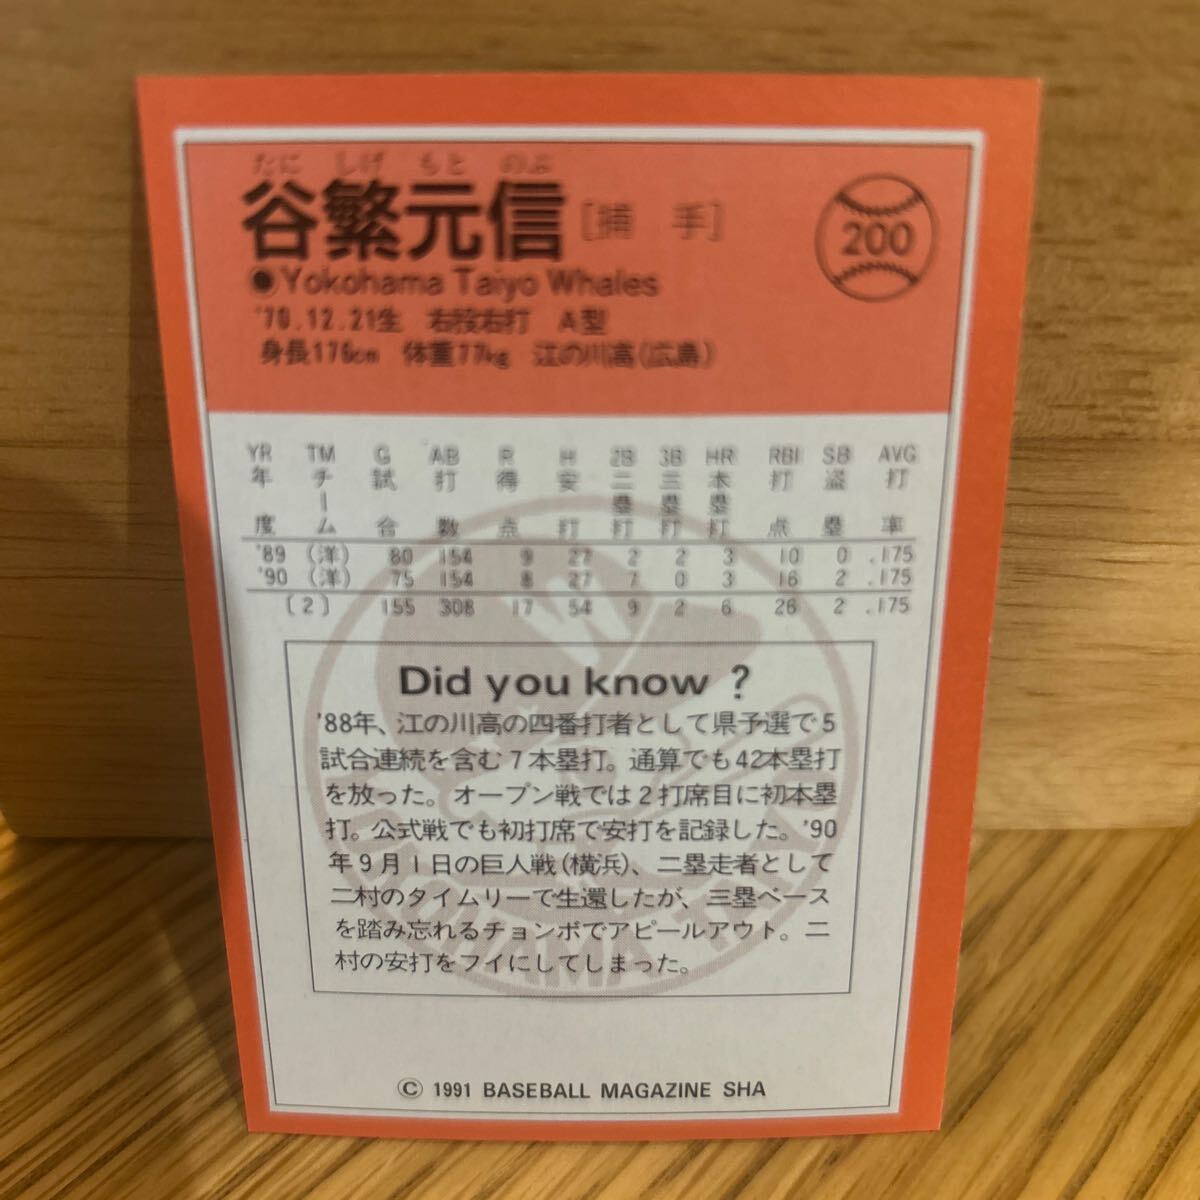 たに しげ もと のぶ
谷繁元信 [捕 手]
200
●Yokohama Taiyo Whales
'70.12.21生 右投右打 A型
身長176cm 体重77kg 江の川高(広島)
YR TM G AB R H 2B 3B HR RBI SB AVG
年度 チーム 試合 打数 得点 安打 二塁打 三塁打 本塁打 打点 盗塁 打率
'89 (洋) 80 154 9 27 2 2 3 10 0 .175
'90 (洋) 75 154 8 27 7 0 3 16 2 .175
〔2〕 155 308 17 54 9 2 6 26 2 .175
Did you know ?
'88年、江の川高の四番打者として県予選で5
試合連続を含む7本塁打。通算でも42本塁打
を放った。オープン戦では2打席目に初本塁
打。公式戦でも初打席で安打を記録した。'90
年9月1日の巨人戦(横浜)、二塁走者として
二村のタイムリーで生還したが、三塁ベース
を踏み忘れるチョンボでアピールアウト。二
村の安打をフイにしてしまった。
YOKOHAMA TAIYO
© 1991 BASEBALL MAGAZINE SHA